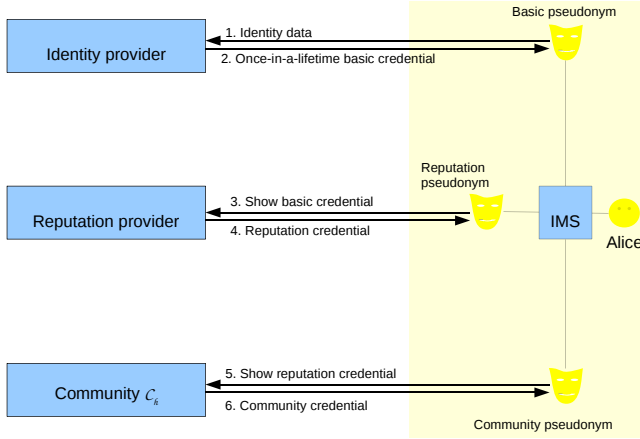 Basic pseudonym
1. Identity data
Identity provider
2. Once-in-a-lifetime basic credential
Reputation
pseudonym
3. Show basic credential
Reputation provider
4. Reputation credential
IMS
Alice
5. Show reputation credential
Community 𝒞ₕ
6. Community credential
Community pseudonym